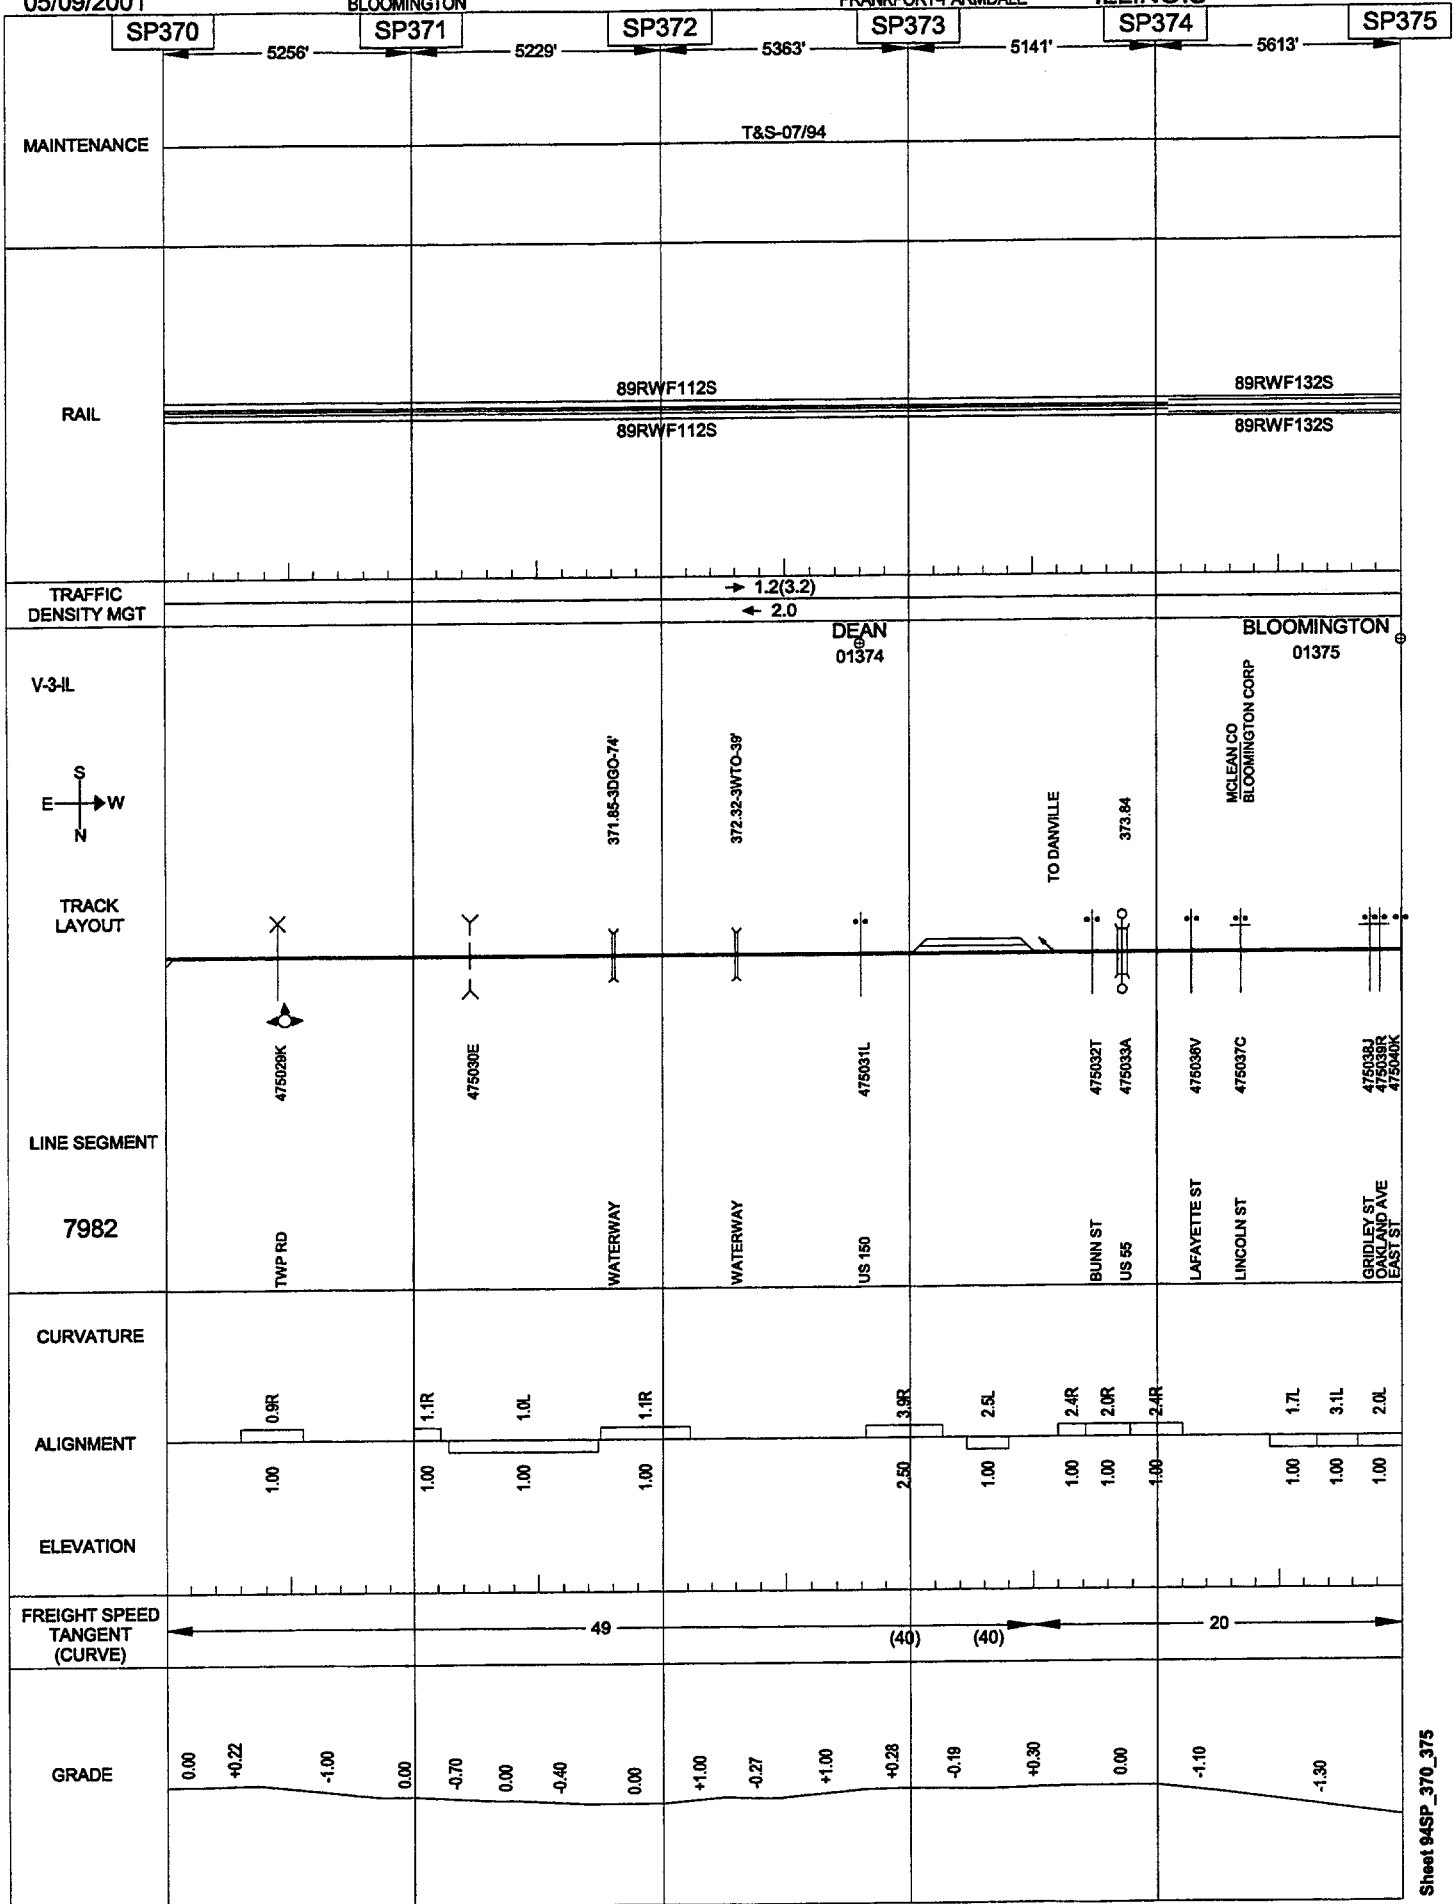 05/09/2001 BLOOMINGTON ILLINOIS
SP370 SP371 SP372 SP373 SP374 SP375
5256' 5229' 5363' 5141' 5613'
MAINTENANCE
T&S-07/94
RAIL
89RWF112S 89RWF132S
89RWF112S 89RWF132S
TRAFFIC
DENSITY MGT
1.2(3.2)
2.0
DEAN
01374
BLOOMINGTON
01375
V-3-IL
S
E W
N
371.85-3DGO-74'
372.32-3WTO-39'
TO DANVILLE
373.84
MCLEAN CO
BLOOMINGTON CORP
TRACK
LAYOUT
475029K
475030E
475031L
475032T
475033A
475036V
475037C
475038J
475039R
475040K
LINE SEGMENT
7982
TWP RD
WATERWAY
WATERWAY
US 150
BUNN ST
US 55
LAFAYETTE ST
LINCOLN ST
GRIDLEY ST
OAKLAND AVE
EAST ST
CURVATURE
0.9R 1.1R 1.0L 1.1R 3.9R 2.5L 2.4R 2.0R 2.4R 1.7L 3.1L 2.0L
ALIGNMENT
1.00 1.00 1.00 1.00 2.50 1.00 1.00 1.00 1.00 1.00 1.00 1.00
ELEVATION
FREIGHT SPEED
TANGENT
(CURVE)
49 (40) (40) 20
GRADE
0.00 +0.22 -1.00 0.00 -0.70 0.00 -0.40 0.00 +1.00 -0.27 +1.00 +0.28 -0.19 +0.30 0.00 -1.10 -1.30
Sheet 94SP_370_375